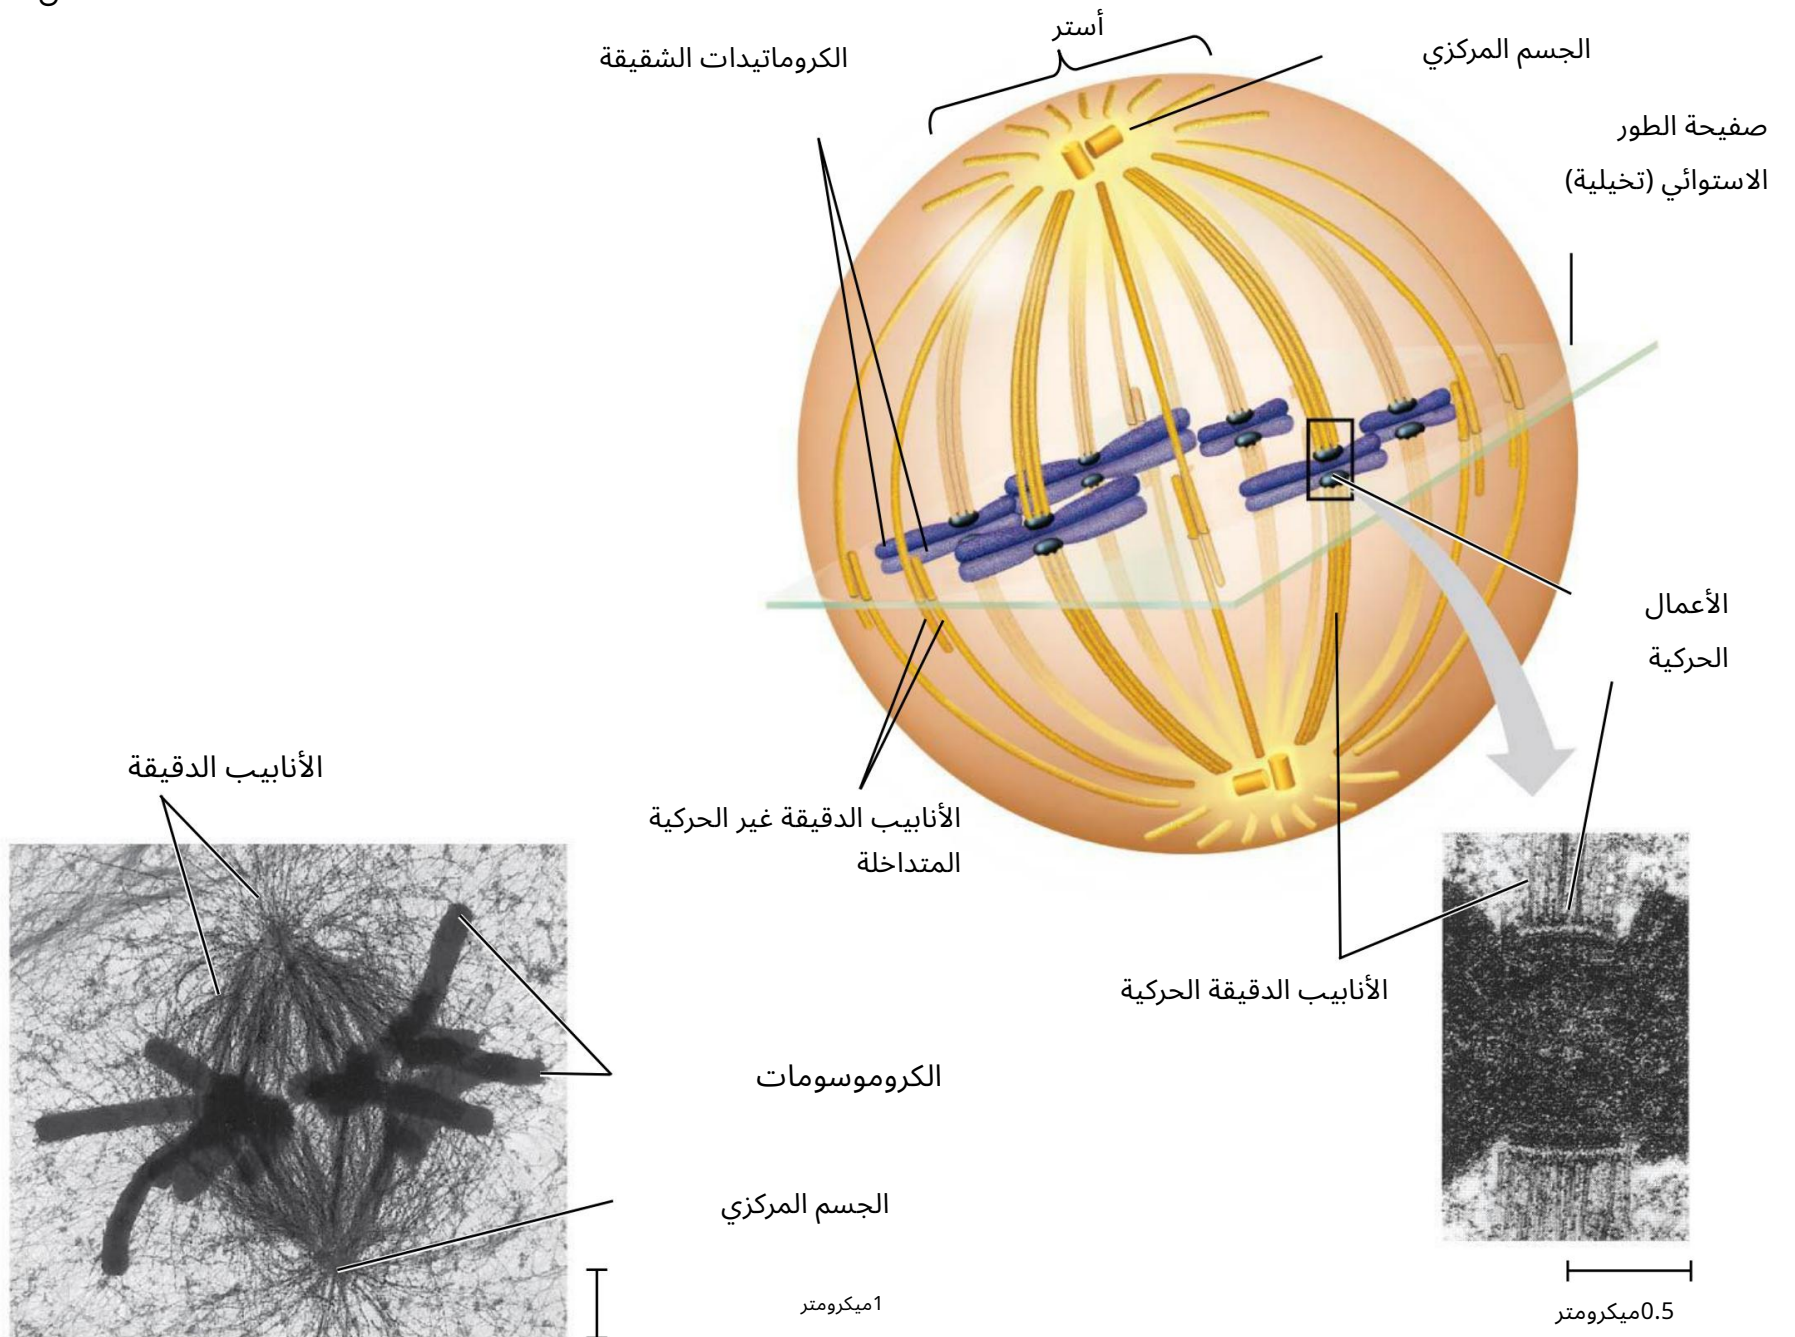 أستر
الكروماتيدات الشقيقة
الجسم المركزي
صفيحة الطور
الاستوائي (تخيلية)
الأعمال
الحركية
الأنابيب الدقيقة
الأنابيب الدقيقة غير الحركية
المتداخلة
الأنابيب الدقيقة الحركية
الكروموسومات
الجسم المركزي
1ميكرومتر
0.5ميكرومتر